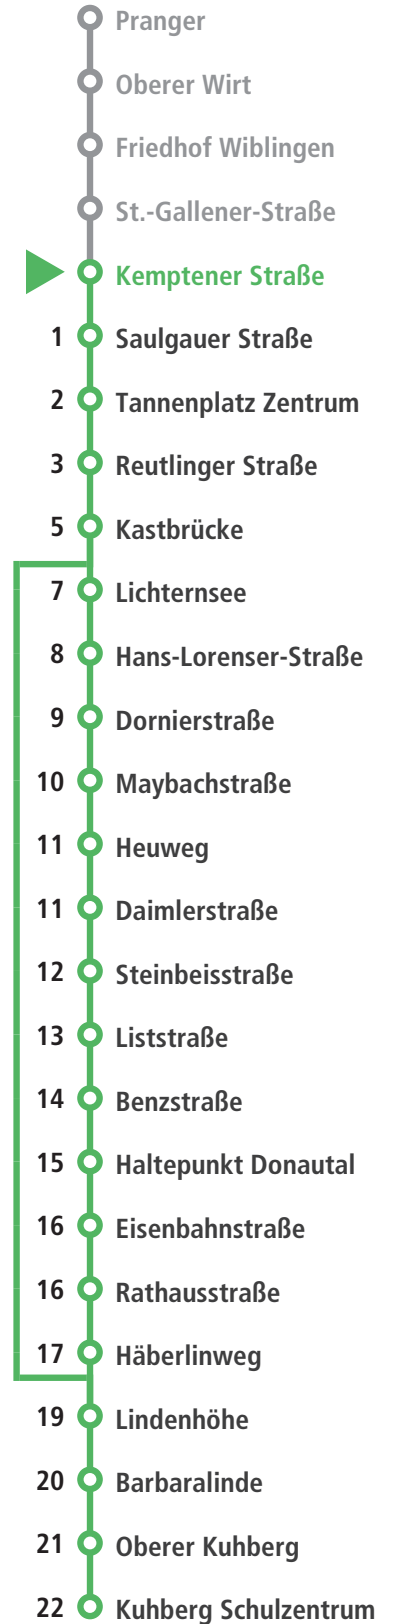 Pranger
Oberer Wirt
Friedhof Wiblingen
St.-Gallener-Straße
Kemptener Straße
1 Saulgauer Straße
2 Tannenplatz Zentrum
3 Reutlinger Straße
5 Kastbrücke
7 Lichternsee
8 Hans-Lorenser-Straße
9 Dornierstraße
10 Maybachstraße
11 Heuweg
11 Daimlerstraße
12 Steinbeisstraße
13 Liststraße
14 Benzstraße
15 Haltepunkt Donautal
16 Eisenbahnstraße
16 Rathausstraße
17 Häberlinweg
19 Lindenhöhe
20 Barbaralinde
21 Oberer Kuhberg
22 Kuhberg Schulzentrum